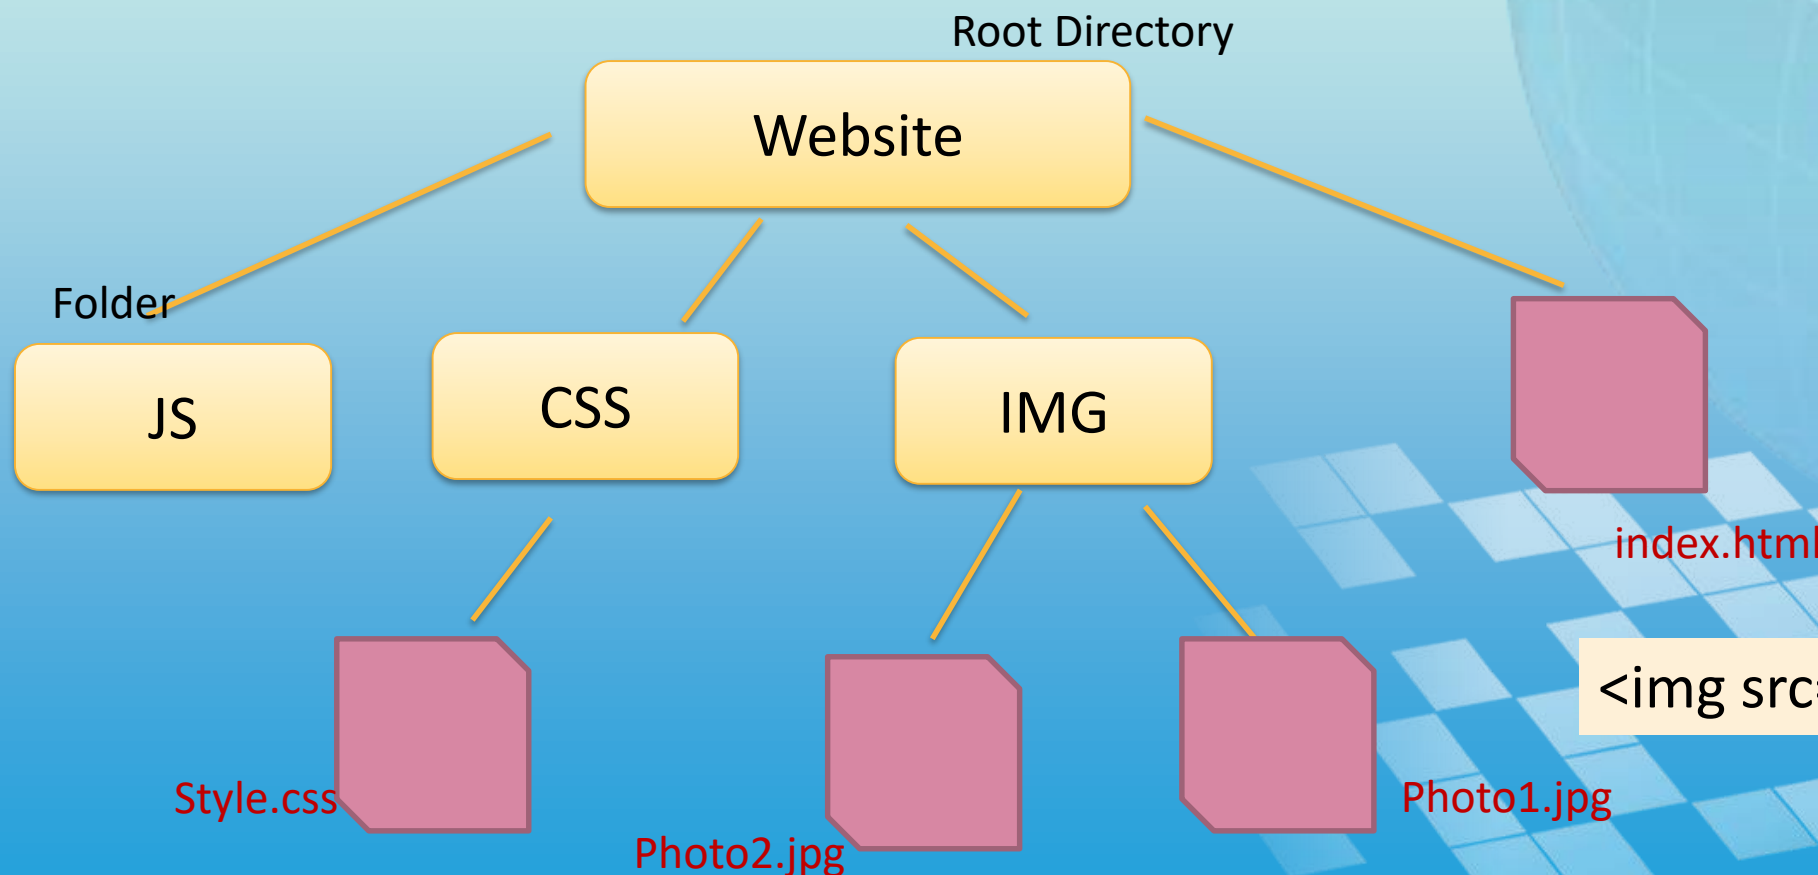 Root Directory
Website
Folder
JS
CSS
IMG
index.html
<img src=
Style.css
Photo1.jpg
Photo2.jpg